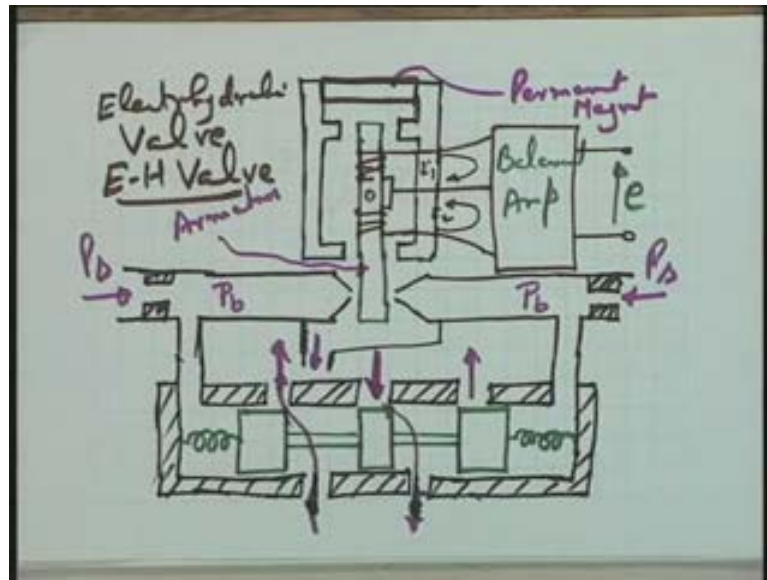 Electrohydraulic
Valve
E-H Valve
Armature
Permanent
Magnet
Balanced
Amp
i₁
i₂
e
Ps
Pb
Pb
Ps